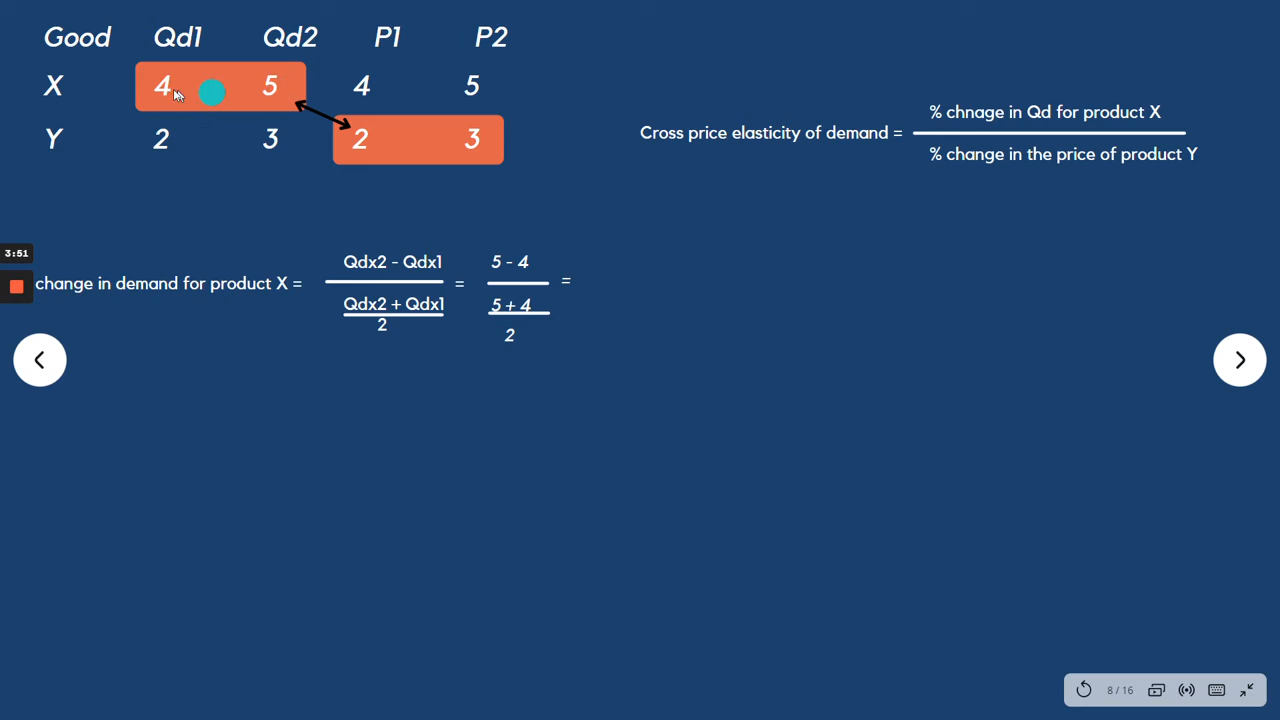 Good Qd1 Qd2 P1 P2
X 4 5 4 5
Y 2 3 2 3
Cross price elasticity of demand =
% chnage in Qd for product X
% change in the price of product Y
3:51
change in demand for product X =
Qdx2 - Qdx1
Qdx2 + Qdx1
2
=
5 - 4
5 + 4
2
=
8 / 16